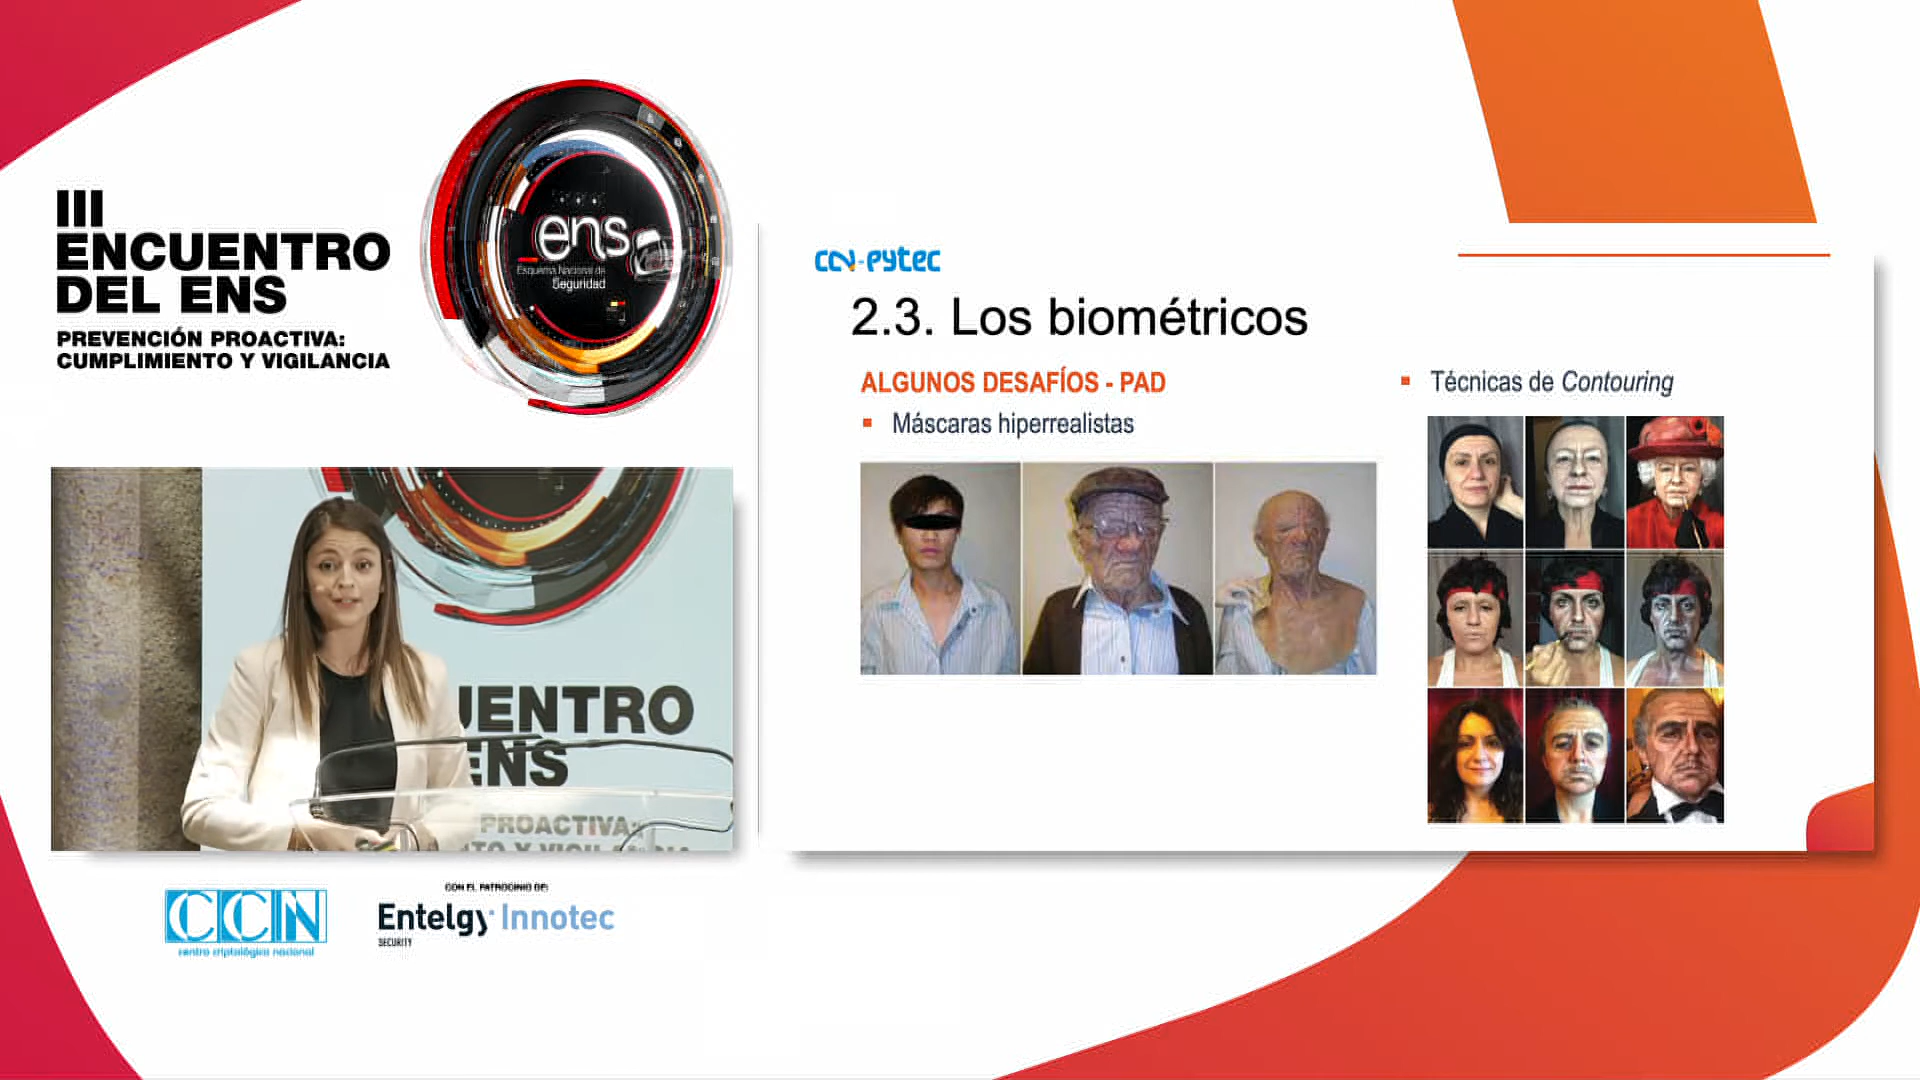 III
ENCUENTRO
DEL ENS
PREVENCIÓN PROACTIVA:
CUMPLIMIENTO Y VIGILANCIA
ens
Esquema Nacional de
Seguridad
UENTRO
ENS
PROACTIVA:
CCN
centro criptológico nacional
CON EL PATROCINIO DE:
Entelgy Innotec
SECURITY
CCN-pytec
2.3. Los biométricos
ALGUNOS DESAFÍOS - PAD
▪ Máscaras hiperrealistas
▪ Técnicas de Contouring